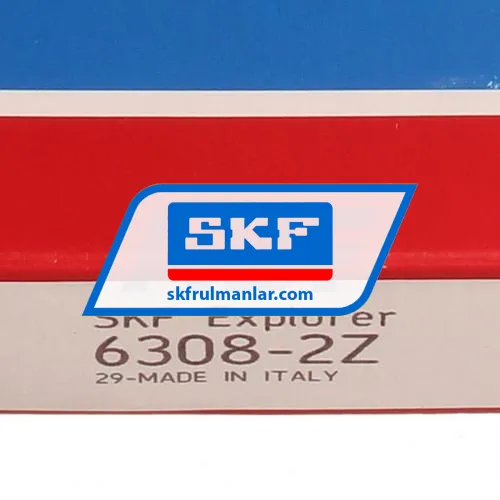 SKF
skfrulmanlar.com
SKF Explorer
6308-2Z
29-MADE IN ITALY